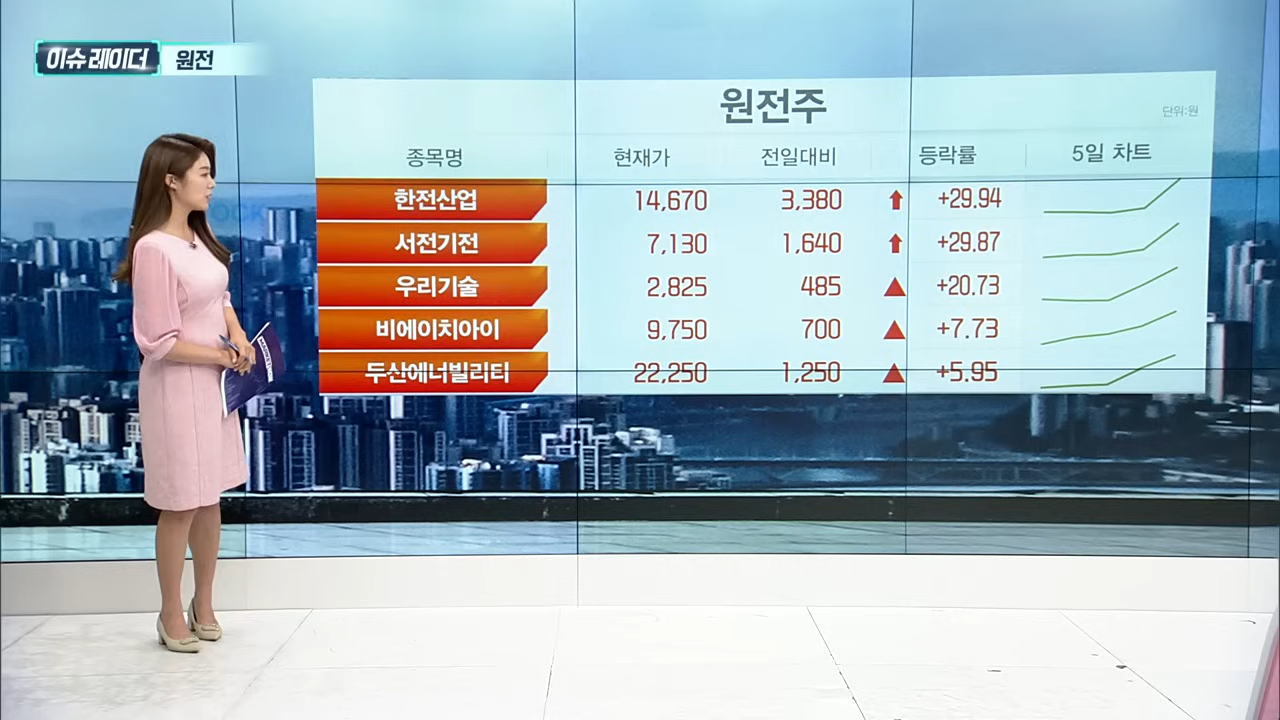 이슈레이더 원전
원전주
단위:원
종목명 현재가 전일대비 등락률 5일 차트
한전산업 14,670 3,380 +29.94
서전기전 7,130 1,640 +29.87
우리기술 2,825 485 ▲ +20.73
비에이치아이 9,750 700 ▲ +7.73
두산에너빌리티 22,250 1,250 ▲ +5.95